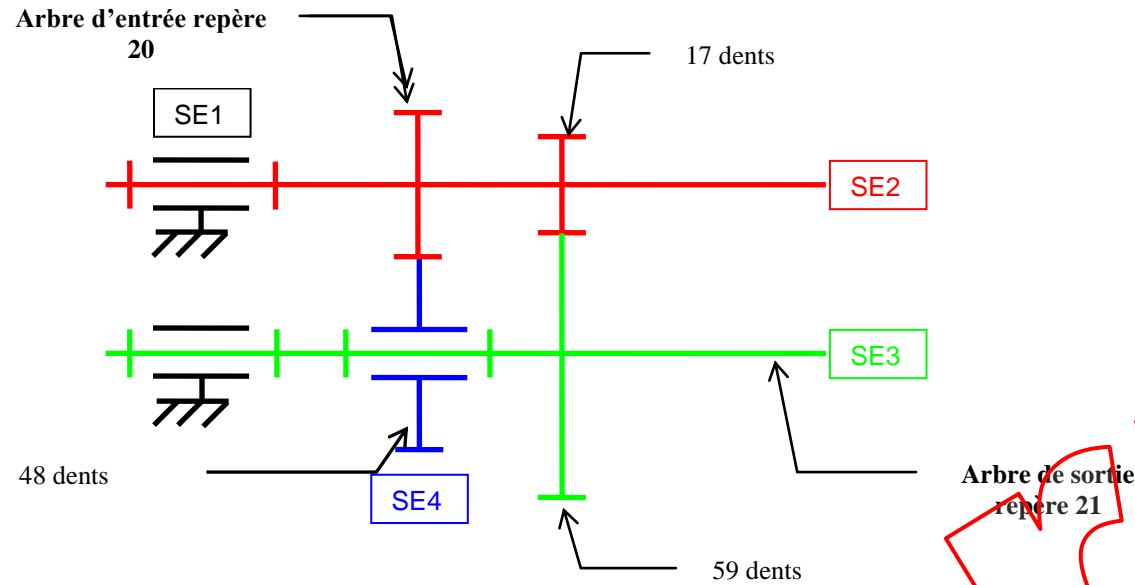 Arbre d'entrée repère
20
17 dents
SE1
SE2
SE3
48 dents
SE4
Arbre de sortie
repère 21
59 dents